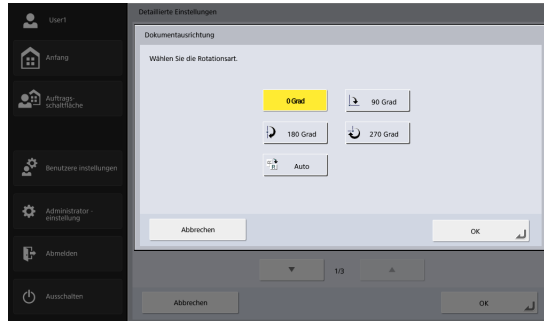 User1
Anfang
Auftrags-
schaltfläche
Benutzere instellungen
Administrator -
einstellung
Abmelden
Ausschalten
Detaillierte Einstellungen
Dokumentausrichtung
Wählen Sie die Rotationsart.
0 Grad
90 Grad
180 Grad
270 Grad
Auto
Abbrechen
OK
1/3
Abbrechen
OK